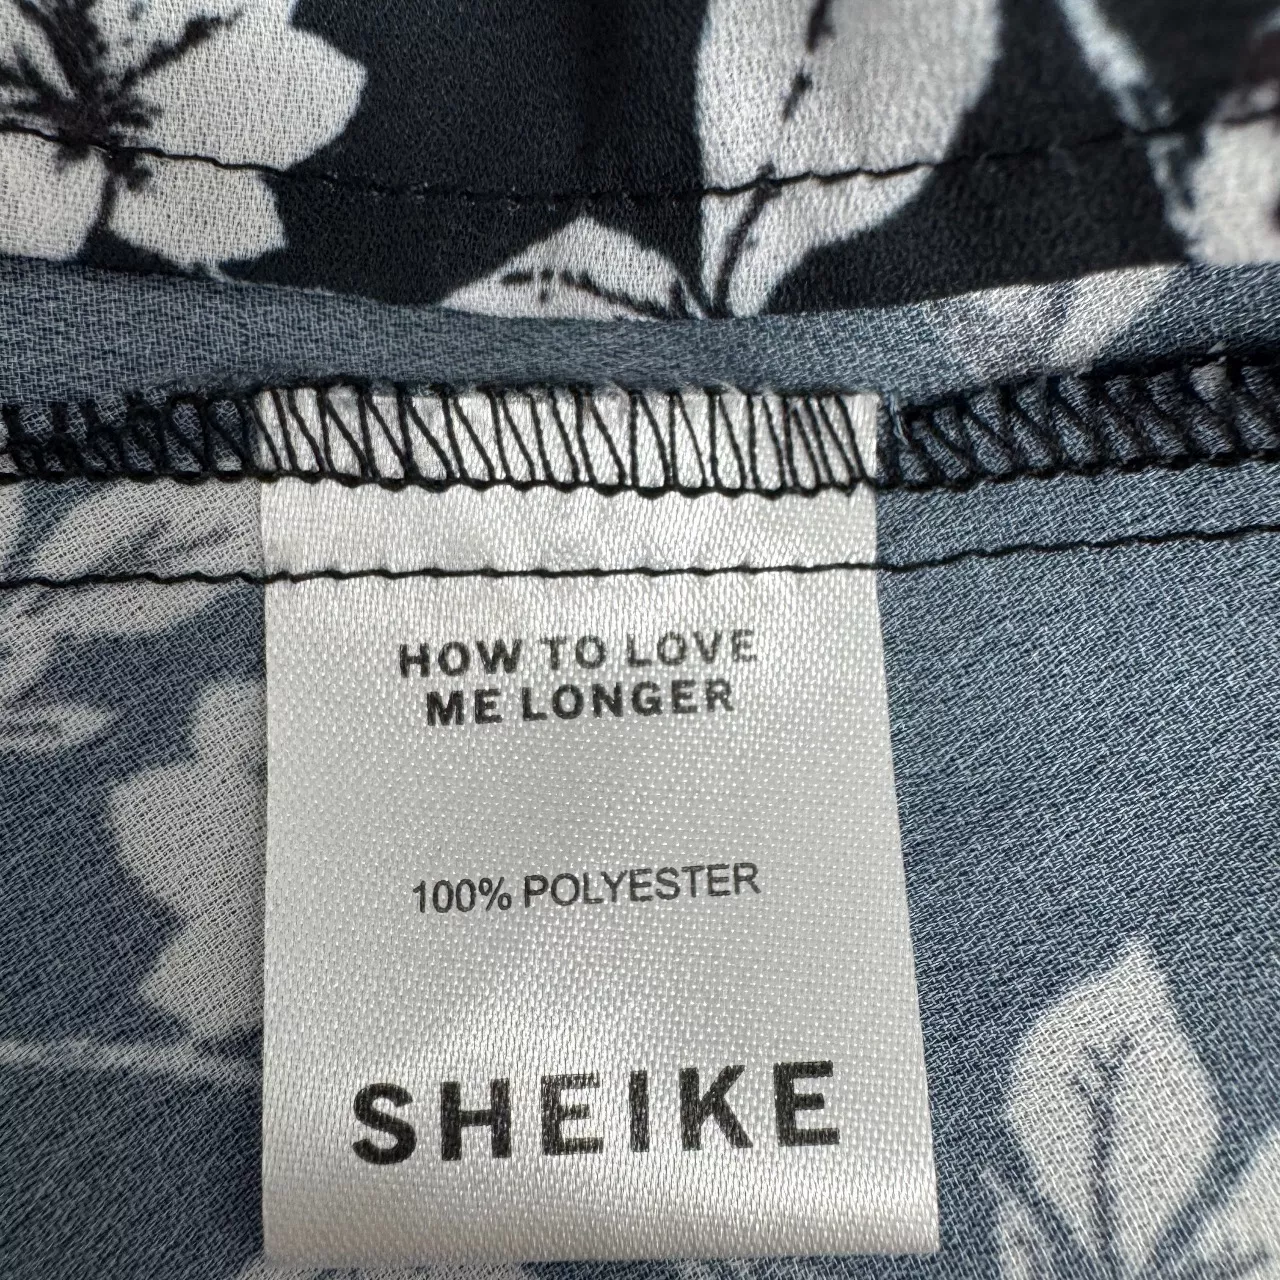 HOW TO LOVE
ME LONGER
100% POLYESTER
SHEIKE